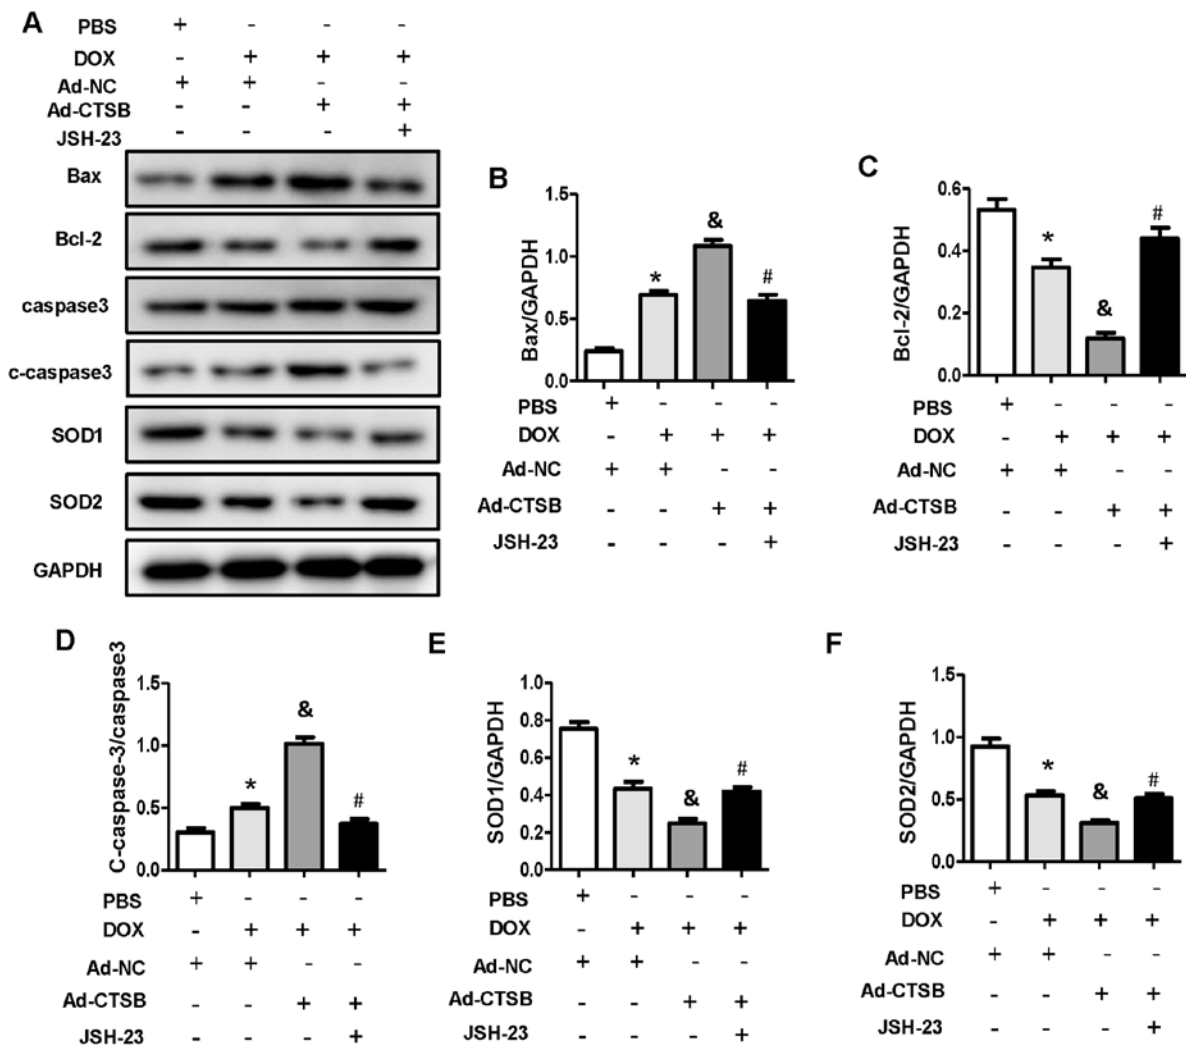 A
PBS + - - -
DOX - + + +
Ad-NC + + - -
Ad-CTSB - - + +
JSH-23 - - - +
Bax
Bcl-2
caspase3
c-caspase3
SOD1
SOD2
GAPDH
B
Bax/GAPDH
1.5
1.0
0.5
0.0
* & #
PBS + - - -
DOX - + + +
Ad-NC + + - -
Ad-CTSB - - + +
JSH-23 - - - +
C
Bcl-2/GAPDH
0.6
0.4
0.2
0.0
* & #
PBS + - - -
DOX - + + +
Ad-NC + + - -
Ad-CTSB - - + +
JSH-23 - - - +
D
C-caspase-3/caspase3
1.5
1.0
0.5
0.0
* & #
PBS + - - -
DOX - + + +
Ad-NC + + - -
Ad-CTSB - - + +
JSH-23 - - - +
E
SOD1/GAPDH
1.0
0.8
0.6
0.4
0.2
0.0
* & #
PBS + - - -
DOX - + + +
Ad-NC + + - -
Ad-CTSB - - + +
JSH-23 - - - +
F
SOD2/GAPDH
1.5
1.0
0.5
0.0
* & #
PBS + - - -
DOX - + + +
Ad-NC + + - -
Ad-CTSB - - + +
JSH-23 - - - +